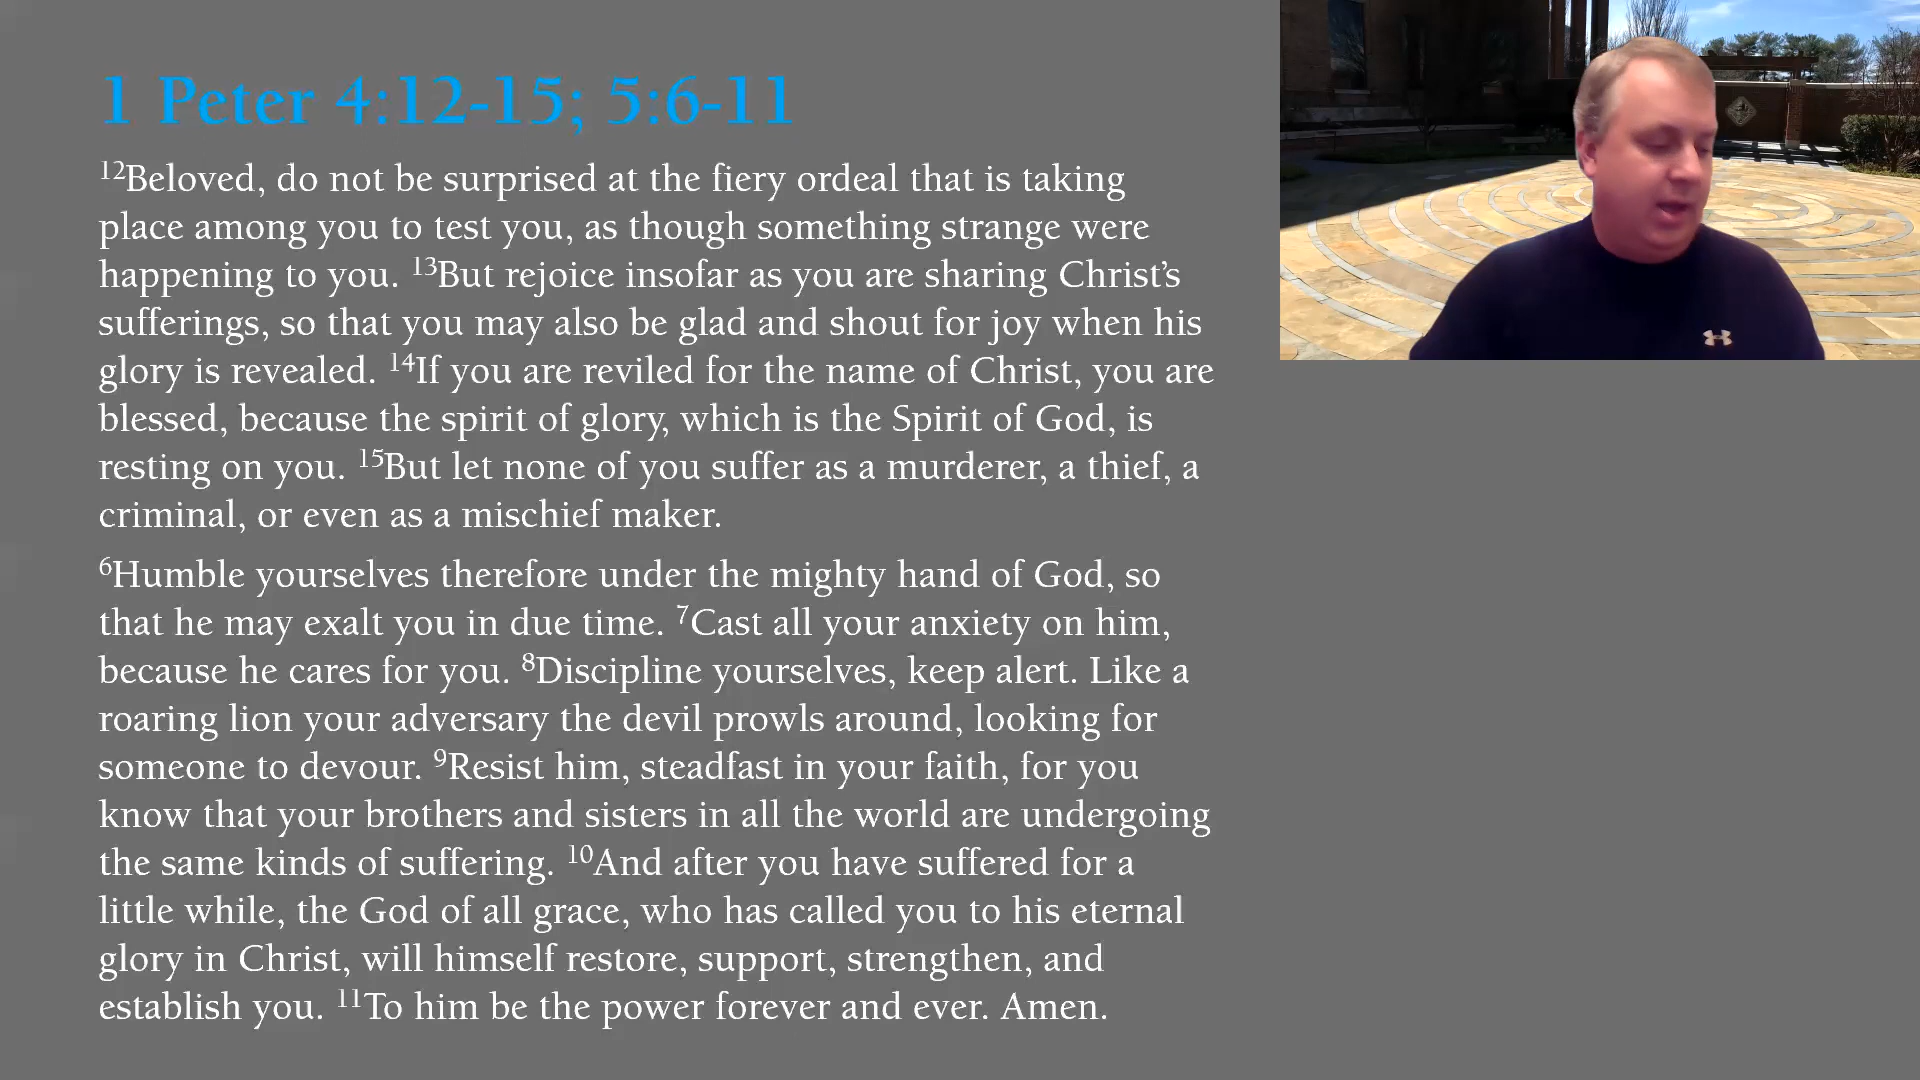 1 Peter 4:12-15; 5:6-11
12Beloved, do not be surprised at the fiery ordeal that is taking
place among you to test you, as though something strange were
happening to you. 13But rejoice insofar as you are sharing Christ’s
sufferings, so that you may also be glad and shout for joy when his
glory is revealed. 14If you are reviled for the name of Christ, you are
blessed, because the spirit of glory, which is the Spirit of God, is
resting on you. 15But let none of you suffer as a murderer, a thief, a
criminal, or even as a mischief maker.
6Humble yourselves therefore under the mighty hand of God, so
that he may exalt you in due time. 7Cast all your anxiety on him,
because he cares for you. 8Discipline yourselves, keep alert. Like a
roaring lion your adversary the devil prowls around, looking for
someone to devour. 9Resist him, steadfast in your faith, for you
know that your brothers and sisters in all the world are undergoing
the same kinds of suffering. 10And after you have suffered for a
little while, the God of all grace, who has called you to his eternal
glory in Christ, will himself restore, support, strengthen, and
establish you. 11To him be the power forever and ever. Amen.